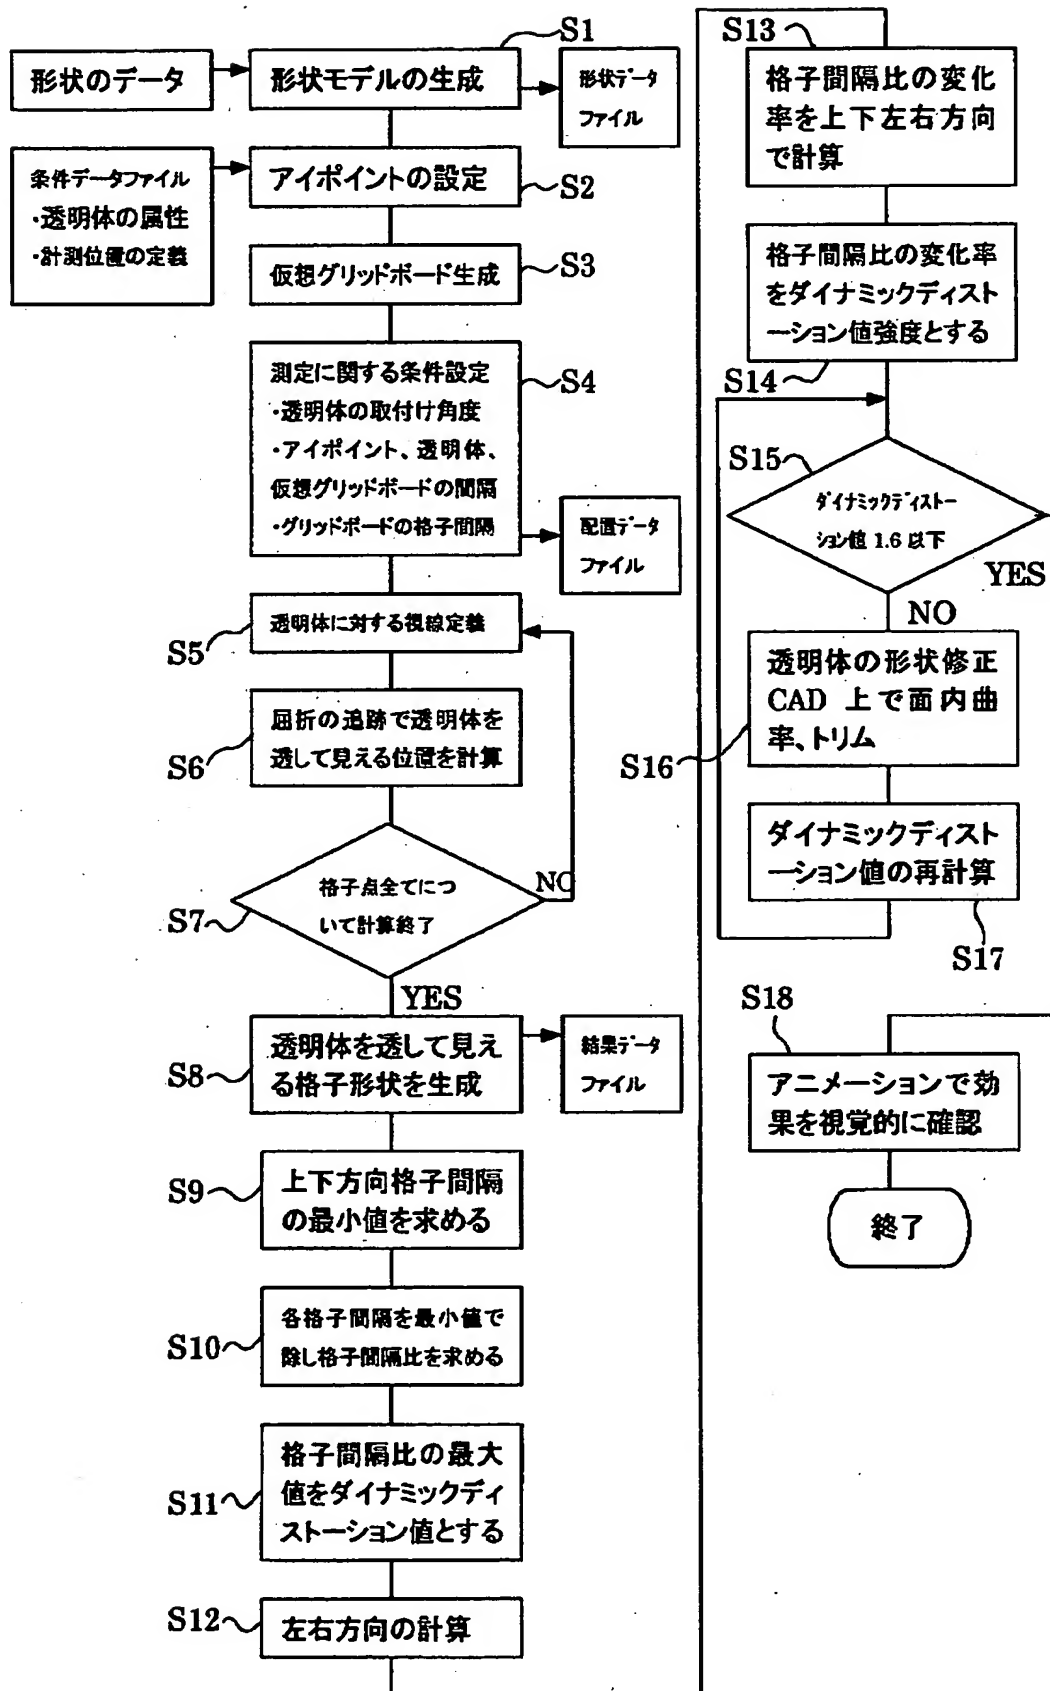 S1
形状のデータ
形状モデルの生成
形状データ
ファイル
条件データファイル
・透明体の属性
・計測位置の定義
アイポイントの設定
S2
仮想グリッドボード生成
S3
測定に関する条件設定
・透明体の取付け角度
・アイポイント、透明体、
仮想グリッドボードの間隔
・グリッドボードの格子間隔
S4
配置データ
ファイル
透明体に対する視線定義
S5
屈折の追跡で透明体を
透して見える位置を計算
S6
格子点全てにつ
いて計算終了
NO
S7
YES
透明体を透して見え
る格子形状を生成
S8
結果データ
ファイル
上下方向格子間隔
の最小値を求める
S9
各格子間隔を最小値で
除し格子間隔比を求める
S10
格子間隔比の最大
値をダイナミックディ
ストーション値とする
S11
左右方向の計算
S12
S13
格子間隔比の変化
率を上下左右方向
で計算
格子間隔比の変化率
をダイナミックディスト
ーション値強度とする
S14
S15
ダイナミックディストー
ション値 1.6 以下
YES
NO
透明体の形状修正
CAD 上で面内曲
率、トリム
S16
ダイナミックディスト
ーション値の再計算
S17
S18
アニメーションで効
果を視覚的に確認
終了